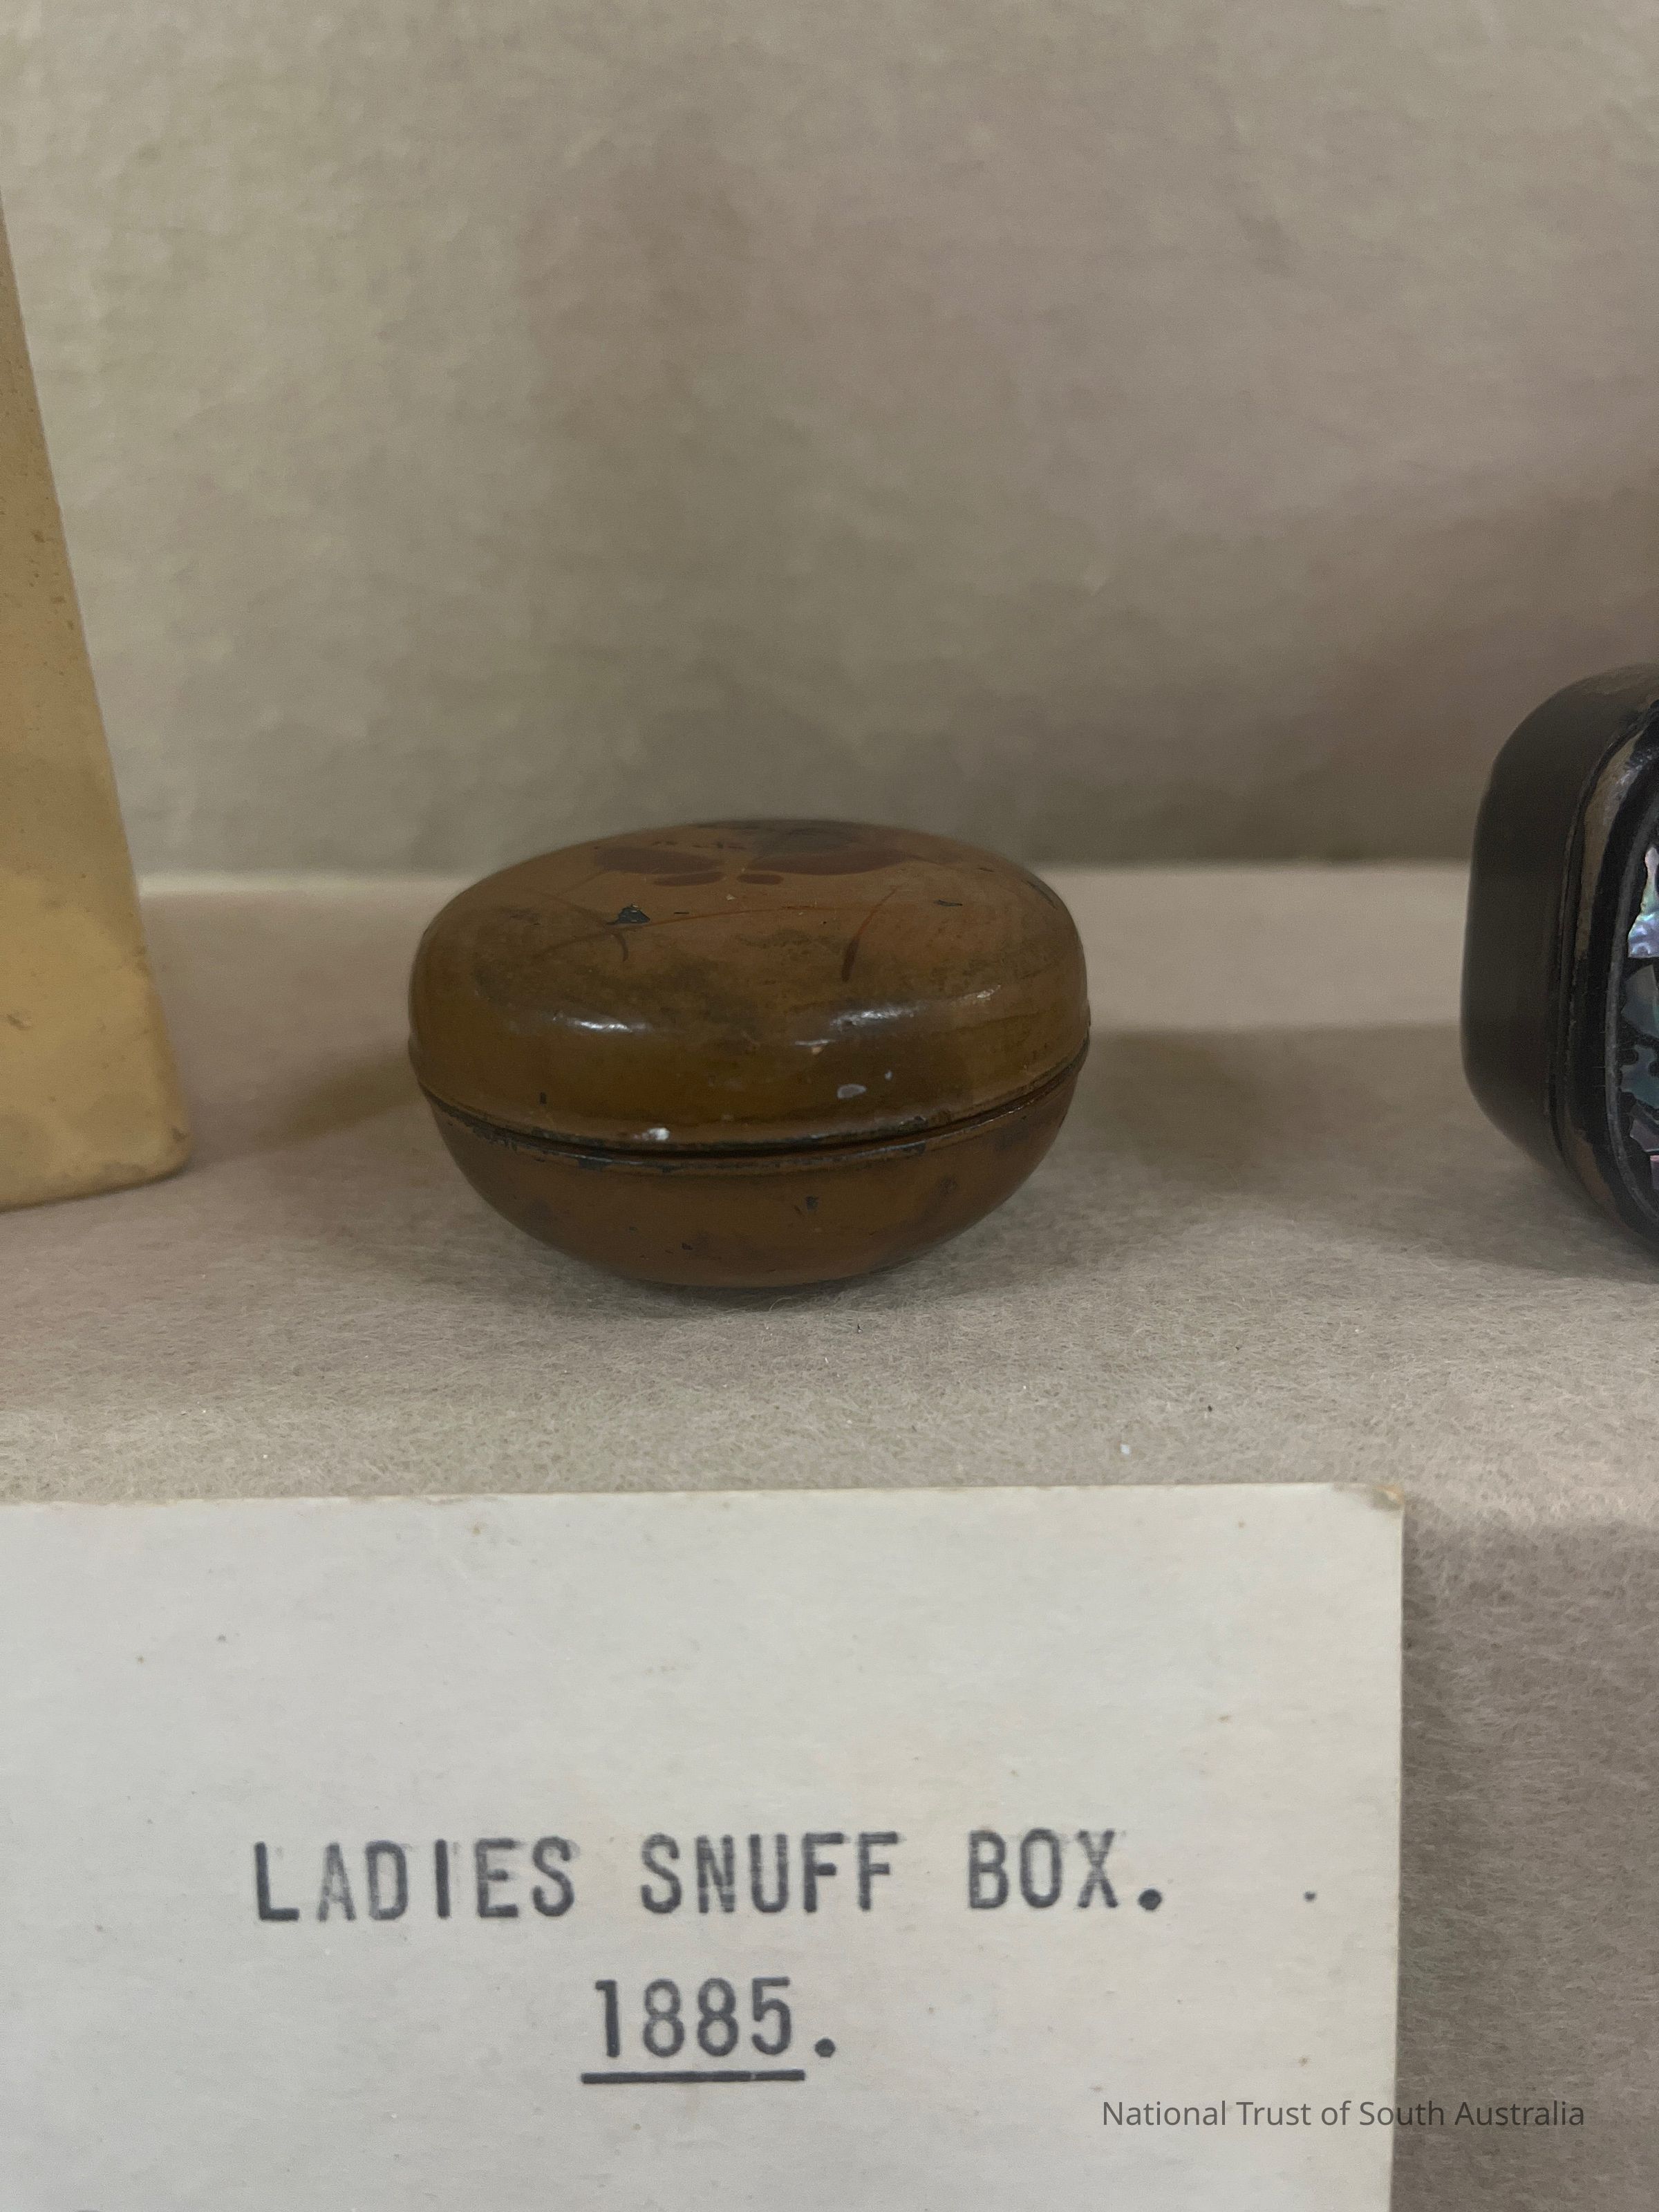 LADIES SNUFF BOX.
1885.
National Trust of South Australia